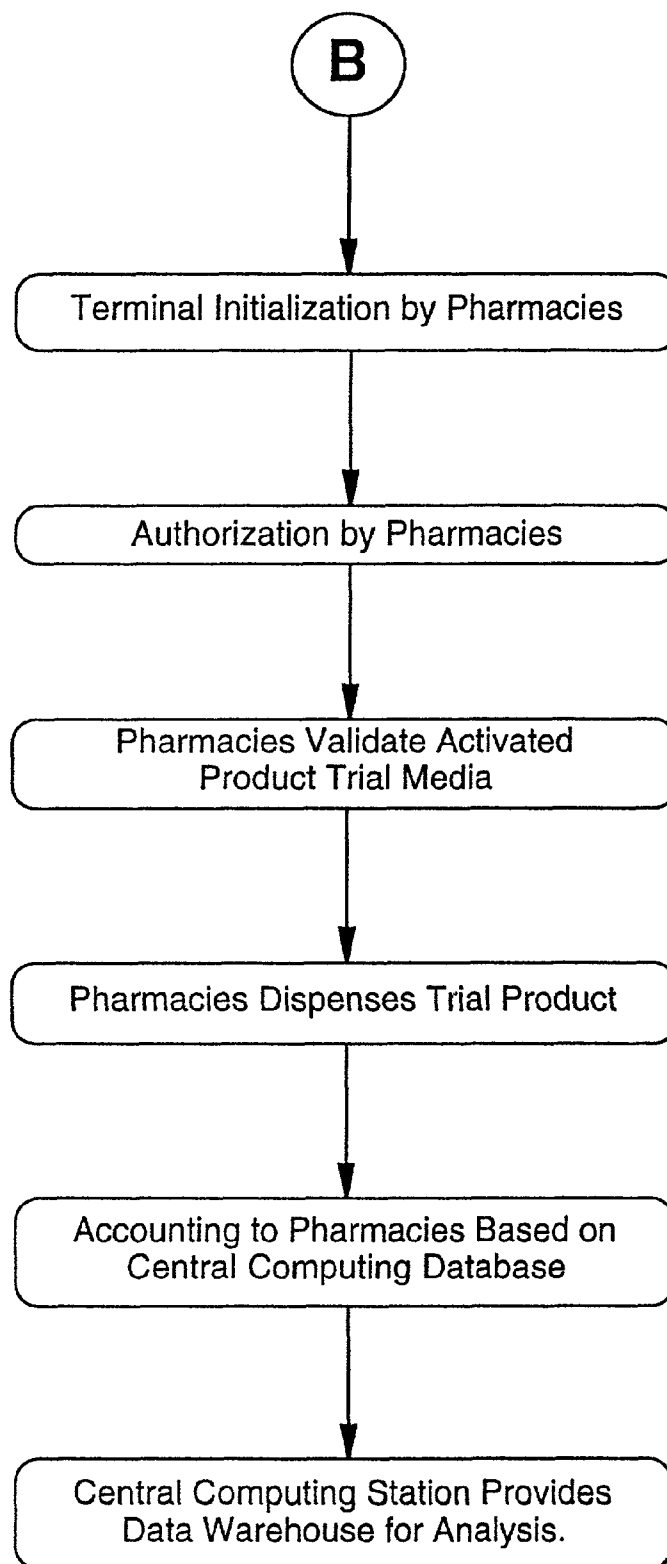 B
Terminal Initialization by Pharmacies
Authorization by Pharmacies
Pharmacies Validate Activated
Product Trial Media
Pharmacies Dispenses Trial Product
Accounting to Pharmacies Based on
Central Computing Database
Central Computing Station Provides
Data Warehouse for Analysis.